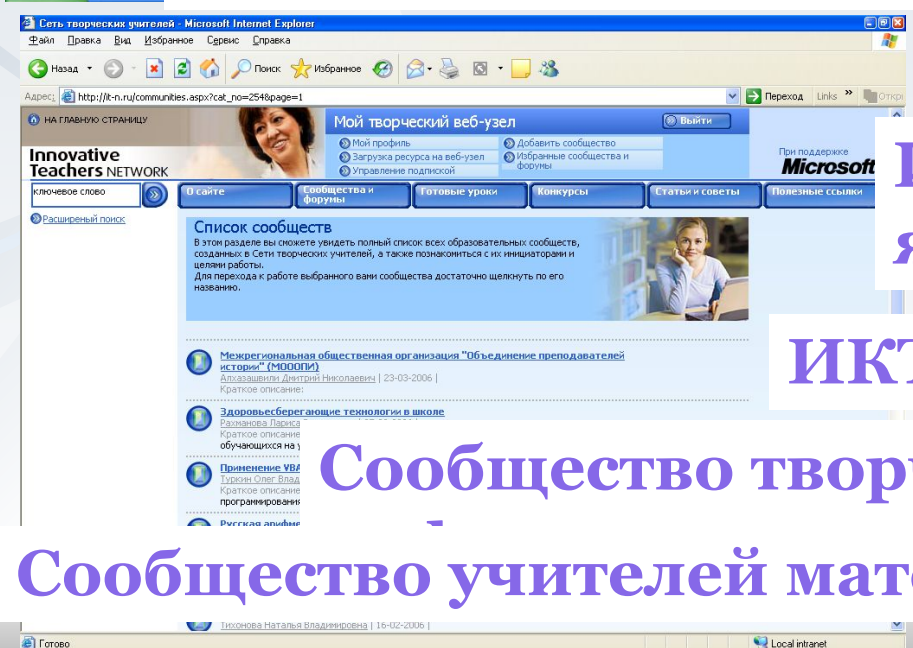 Сеть творческих учителей - Microsoft Internet Explorer
Файл Правка Вид Избранное Сервис Справка
Назад Поиск Избранное
Адрес: http://it-n.ru/communities.aspx?cat_no=254&page=1 Переход Links
НА ГЛАВНУЮ СТРАНИЦУ
Мой творческий веб-узел
Выйти
Мой профиль Добавить сообщество
Загрузка ресурса на веб-узел Избранные сообщества и форумы
Управление подпиской
При поддержке
Microsoft
Innovative
Teachers NETWORK
ключевое слово
Расширеный поиск
О сайте Сообщества и форумы Готовые уроки Конкурсы Статьи и советы Полезные ссылки
Список сообществ
В этом разделе вы сможете увидеть полный список всех образовательных сообществ,
созданных в Сети творческих учителей, а также познакомиться с их инициаторами и
целями работы.
Для перехода к работе выбранного вами сообщества достаточно щелкнуть по его
названию.
Межрегиональная общественная организация "Объединение преподавателей
истории" (МОООПИ)
Алхазашвили Дмитрий Николаевич | 23-03-2006 |
Краткое описание:
Здоровьесберегающие технологии в школе
Рахманова Лариса
Краткое описание
обучающихся на у
Применение VBA
Туркин Олег Влад
Краткое описание
программирования
Русская арифме
ИКТ
Сообщество твор
Сообщество учителей мат
Тихонова Наталья Владимировна | 16-02-2006 |
Готово Local intranet